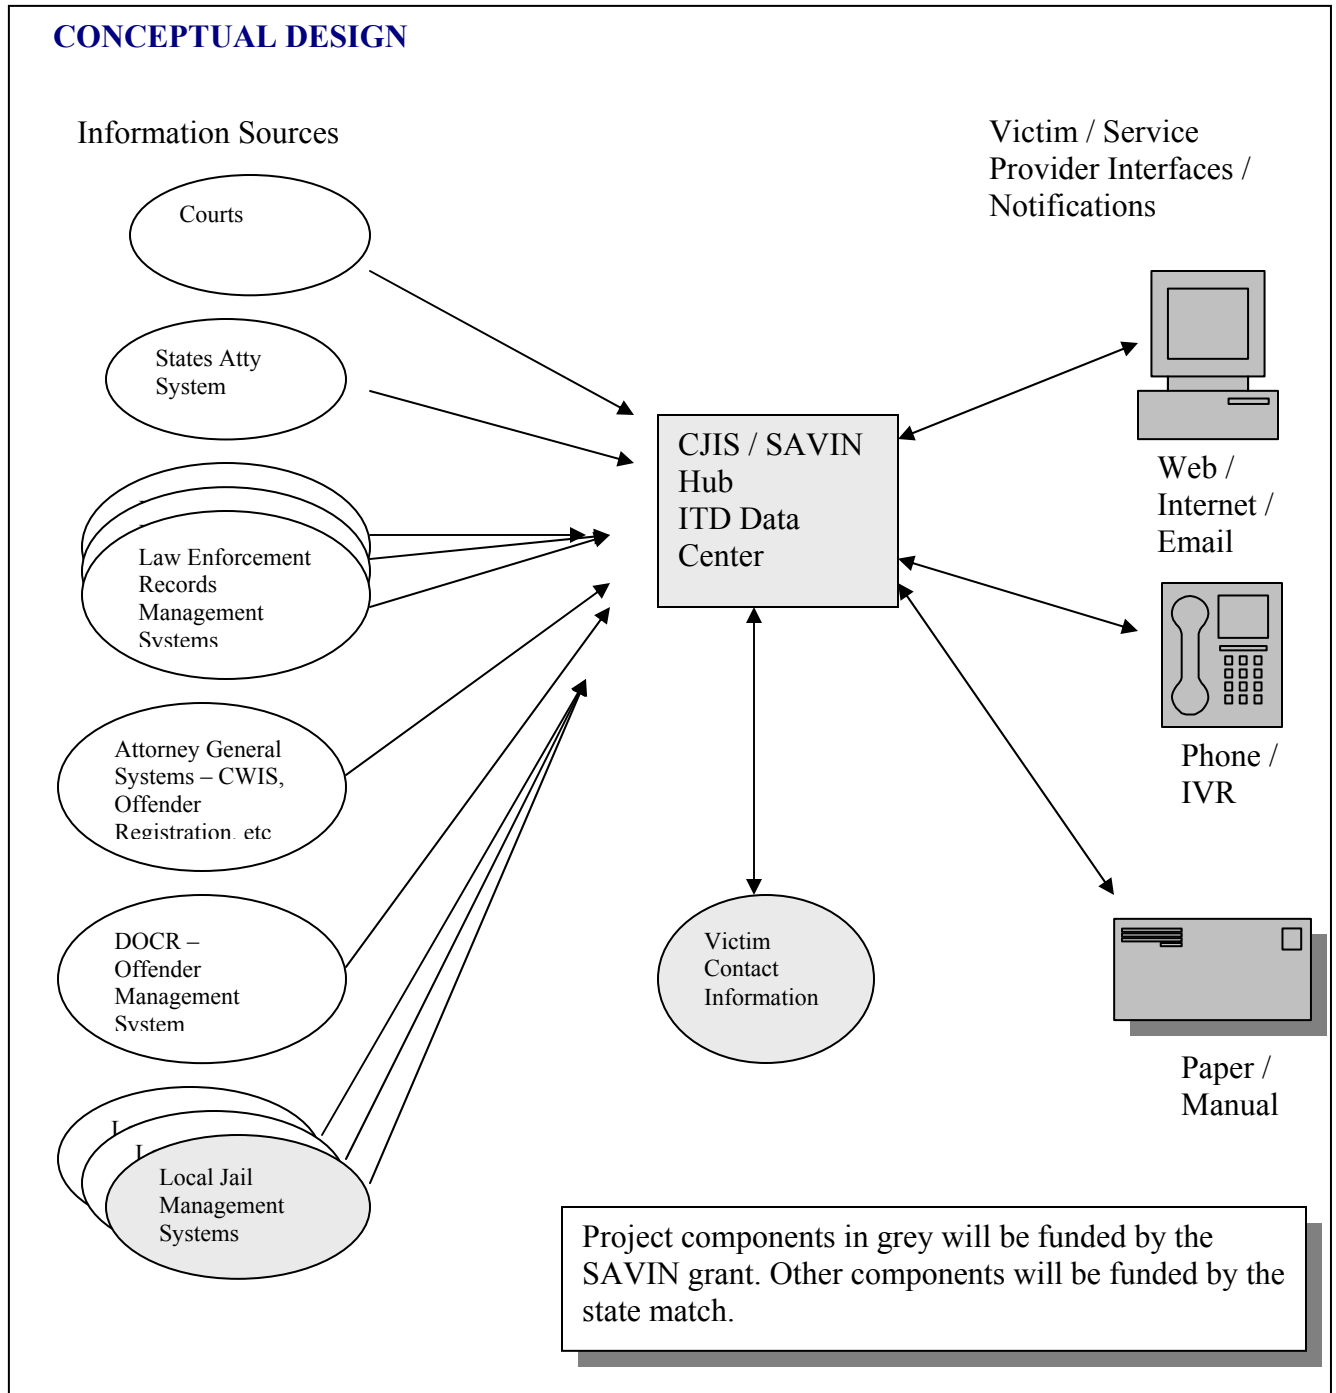 CONCEPTUAL DESIGN
Information Sources
Victim / Service
Provider Interfaces /
Notifications
Courts
States Atty
System
Law Enforcement
Records
Management
Systems
Attorney General
Systems – CWIS,
Offender
Registration, etc
DOCR –
Offender
Management
System
Local Jail
Management
Systems
CJIS / SAVIN
Hub
ITD Data
Center
Victim
Contact
Information
Web /
Internet /
Email
Phone /
IVR
Paper /
Manual
Project components in grey will be funded by the
SAVIN grant. Other components will be funded by the
state match.